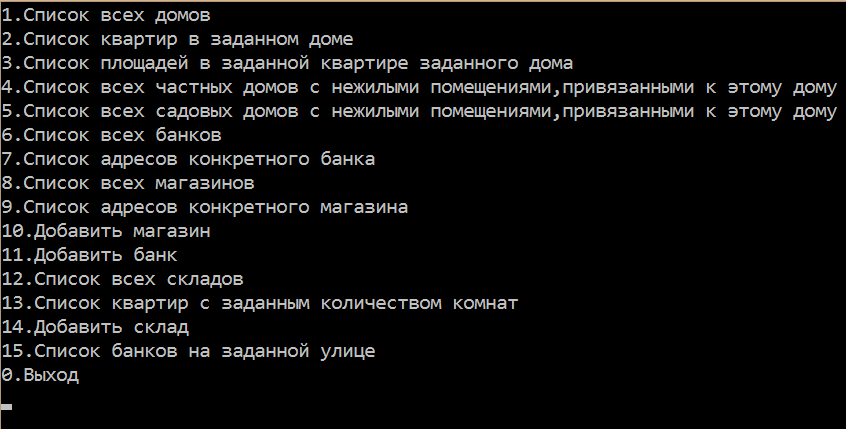 1.Список всех домов
2.Список квартир в заданном доме
3.Список площадей в заданной квартире заданного дома
4.Список всех частных домов с нежилыми помещениями,привязанными к этому дому
5.Список всех садовых домов с нежилыми помещениями,привязанными к этому дому
6.Список всех банков
7.Список адресов конкретного банка
8.Список всех магазинов
9.Список адресов конкретного магазина
10.Добавить магазин
11.Добавить банк
12.Список всех складов
13.Список квартир с заданным количеством комнат
14.Добавить склад
15.Список банков на заданной улице
0.Выход